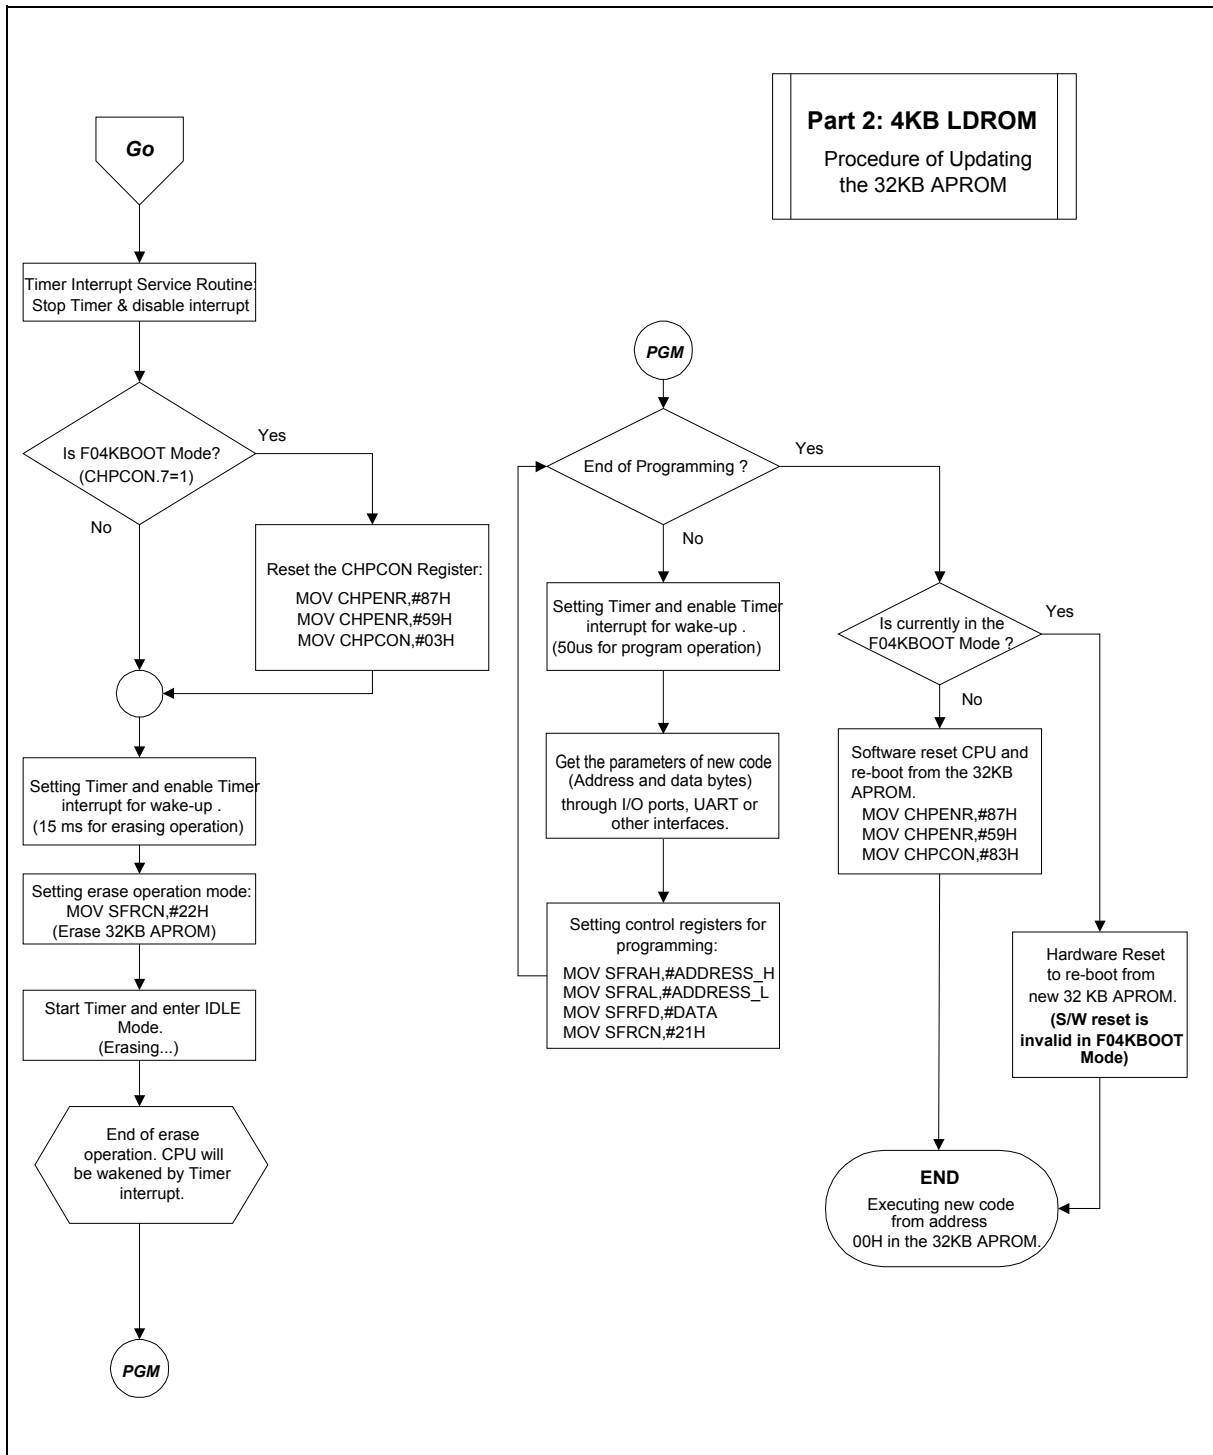 Part 2: 4KB LDROM
Procedure of Updating
the 32KB APROM
Go
Timer Interrupt Service Routine:
Stop Timer & disable interrupt
Is F04KBOOT Mode?
(CHPCON.7=1)
Yes
No
Reset the CHPCON Register:
MOV CHPENR,#87H
MOV CHPENR,#59H
MOV CHPCON,#03H
Setting Timer and enable Timer
interrupt for wake-up .
(15 ms for erasing operation)
Setting erase operation mode:
MOV SFRCN,#22H
(Erase 32KB APROM)
Start Timer and enter IDLE
Mode.
(Erasing...)
End of erase
operation. CPU will
be wakened by Timer
interrupt.
PGM
PGM
End of Programming ?
Yes
No
Setting Timer and enable Timer
interrupt for wake-up .
(50us for program operation)
Get the parameters of new code
(Address and data bytes)
through I/O ports, UART or
other interfaces.
Setting control registers for
programming:
MOV SFRAH,#ADDRESS_H
MOV SFRAL,#ADDRESS_L
MOV SFRFD,#DATA
MOV SFRCN,#21H
Is currently in the
F04KBOOT Mode ?
Yes
No
Software reset CPU and
re-boot from the 32KB
APROM.
MOV CHPENR,#87H
MOV CHPENR,#59H
MOV CHPCON,#83H
Hardware Reset
to re-boot from
new 32 KB APROM.
(S/W reset is
invalid in F04KBOOT
Mode)
END
Executing new code
from address
00H in the 32KB APROM.